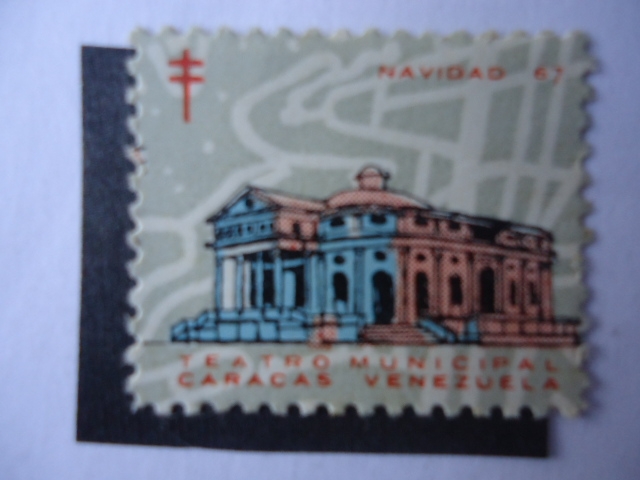 NAVIDAD 67
TEATRO MUNICIPAL
CARACAS VENEZUELA